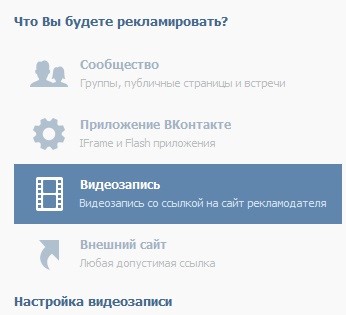 Что Вы будете рекламировать?
Сообщество
Группы, публичные страницы и встречи
Приложение ВКонтакте
IFrame и Flash приложения
Видеозапись
Видеозапись со ссылкой на сайт рекламодателя
Внешний сайт
Любая допустимая ссылка
Настройка видеозаписи